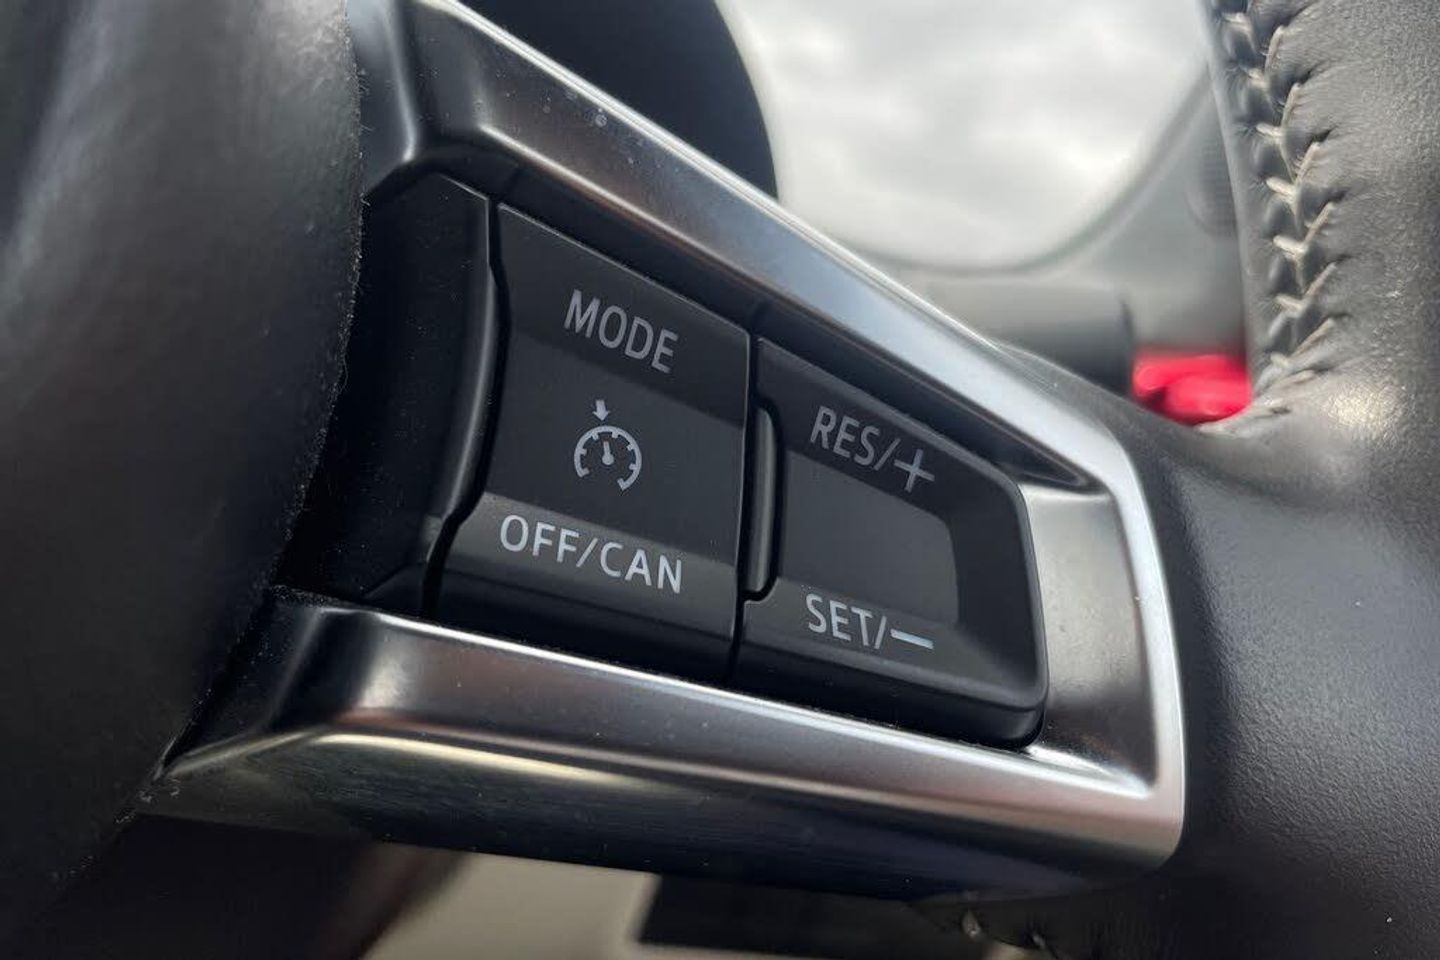 MODE
OFF/CAN
RES/+
SET/−